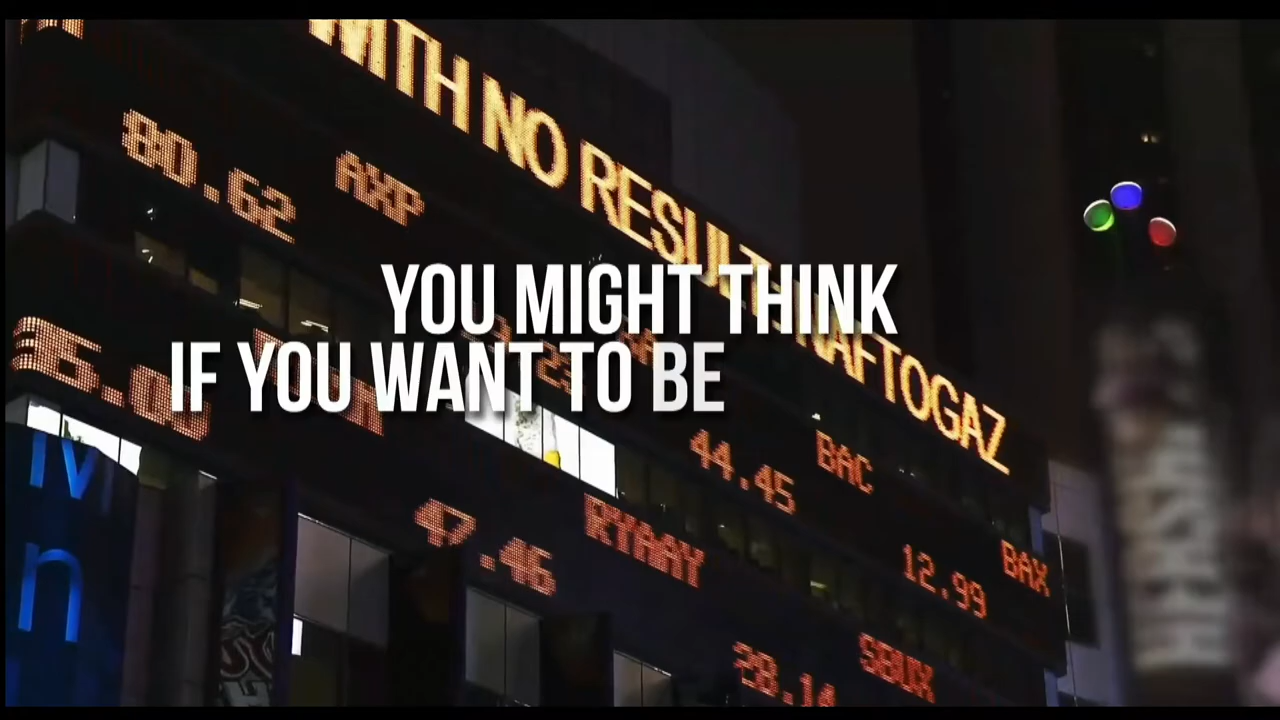 WITH NO RESULT: NAFTOGAZ
80.62 AXP
YOU MIGHT THINK
IF YOU WANT TO BE
44.45 BAC
47.46 RYAAY
12.99 BAX
28.14 SBUX